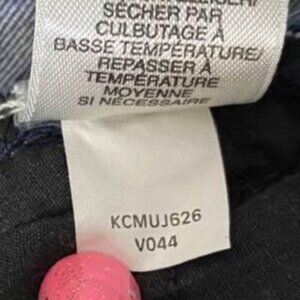 SÉCHER PAR
CULBUTAGE À
BASSE TEMPÉRATURE/
REPASSER À
TEMPÉRATURE
MOYENNE
SI NÉCESSAIRE
KCMUJ626
V044